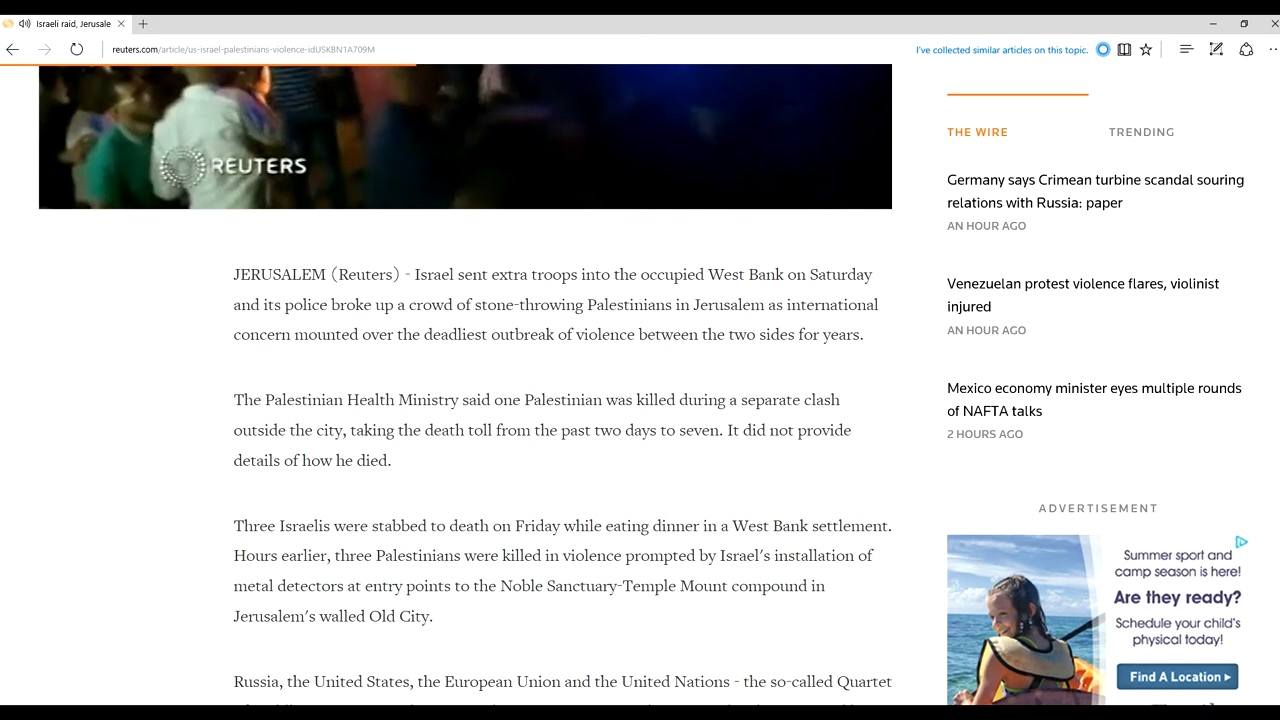 Israeli raid, Jerusale
reuters.com/article/us-israel-palestinians-violence-idUSKBN1A709M
I've collected similar articles on this topic.
REUTERS
THE WIRE
TRENDING
Germany says Crimean turbine scandal souring
relations with Russia: paper
AN HOUR AGO
Venezuelan protest violence flares, violinist
injured
AN HOUR AGO
Mexico economy minister eyes multiple rounds
of NAFTA talks
2 HOURS AGO
JERUSALEM (Reuters) - Israel sent extra troops into the occupied West Bank on Saturday
and its police broke up a crowd of stone-throwing Palestinians in Jerusalem as international
concern mounted over the deadliest outbreak of violence between the two sides for years.
The Palestinian Health Ministry said one Palestinian was killed during a separate clash
outside the city, taking the death toll from the past two days to seven. It did not provide
details of how he died.
Three Israelis were stabbed to death on Friday while eating dinner in a West Bank settlement.
Hours earlier, three Palestinians were killed in violence prompted by Israel's installation of
metal detectors at entry points to the Noble Sanctuary-Temple Mount compound in
Jerusalem's walled Old City.
Russia, the United States, the European Union and the United Nations - the so-called Quartet
ADVERTISEMENT
Summer sport and
camp season is here!
Are they ready?
Schedule your child's
physical today!
Find A Location